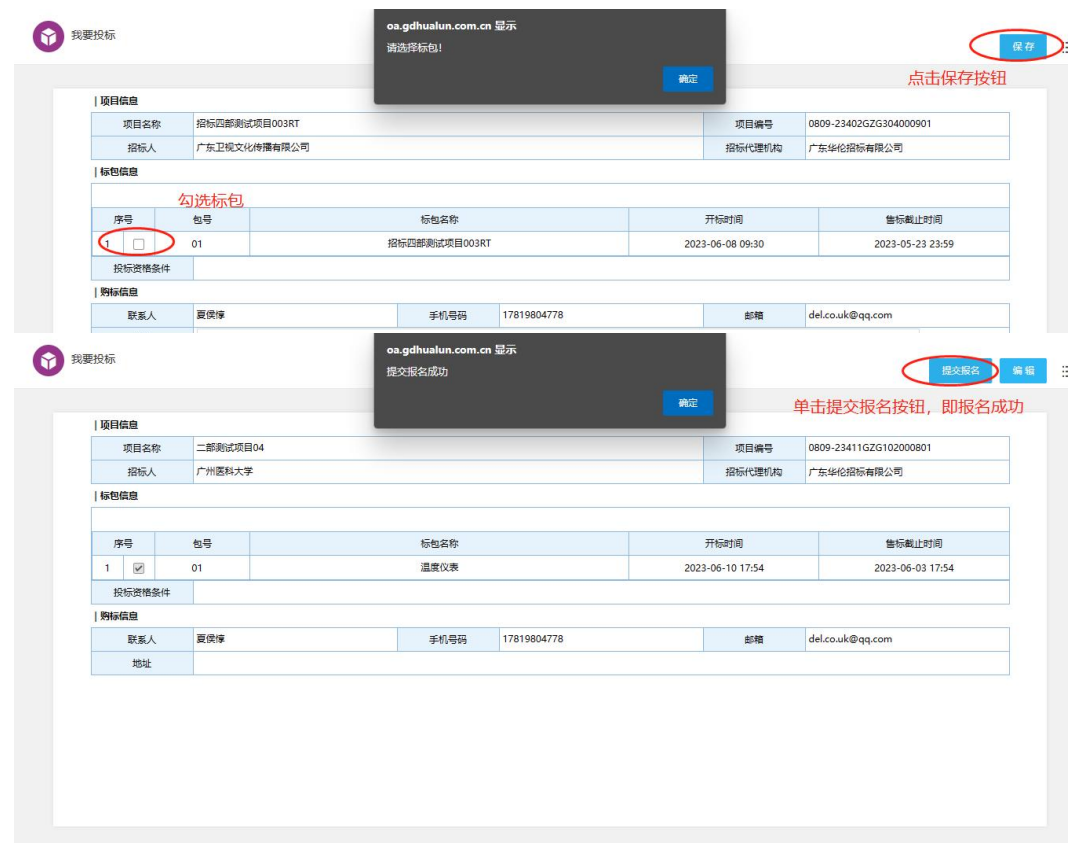 oa.gdhualun.com.cn 显示
我要投标
请选择标包!
保存
确定
点击保存按钮
项目信息
项目名称 招标四部测试项目003RT 项目编号 0809-23402GZG304000901
招标人 广东卫视文化传播有限公司 招标代理机构 广东华伦招标有限公司
标包信息
勾选标包
序号 包号 标包名称 开标时间 售标截止时间
1 01 招标四部测试项目003RT 2023-06-08 09:30 2023-05-23 23:59
投标资格条件
购标信息
联系人 夏侯惇 手机号码 17819804778 邮箱 del.co.uk@qq.com
oa.gdhualun.com.cn 显示
我要投标
提交报名成功
提交报名 编辑
确定
单击提交报名按钮，即报名成功
项目信息
项目名称 二部测试项目04 项目编号 0809-23411GZG102000801
招标人 广州医科大学 招标代理机构 广东华伦招标有限公司
标包信息
序号 包号 标包名称 开标时间 售标截止时间
1 01 温度仪表 2023-06-10 17:54 2023-06-03 17:54
投标资格条件
购标信息
联系人 夏侯惇 手机号码 17819804778 邮箱 del.co.uk@qq.com
地址